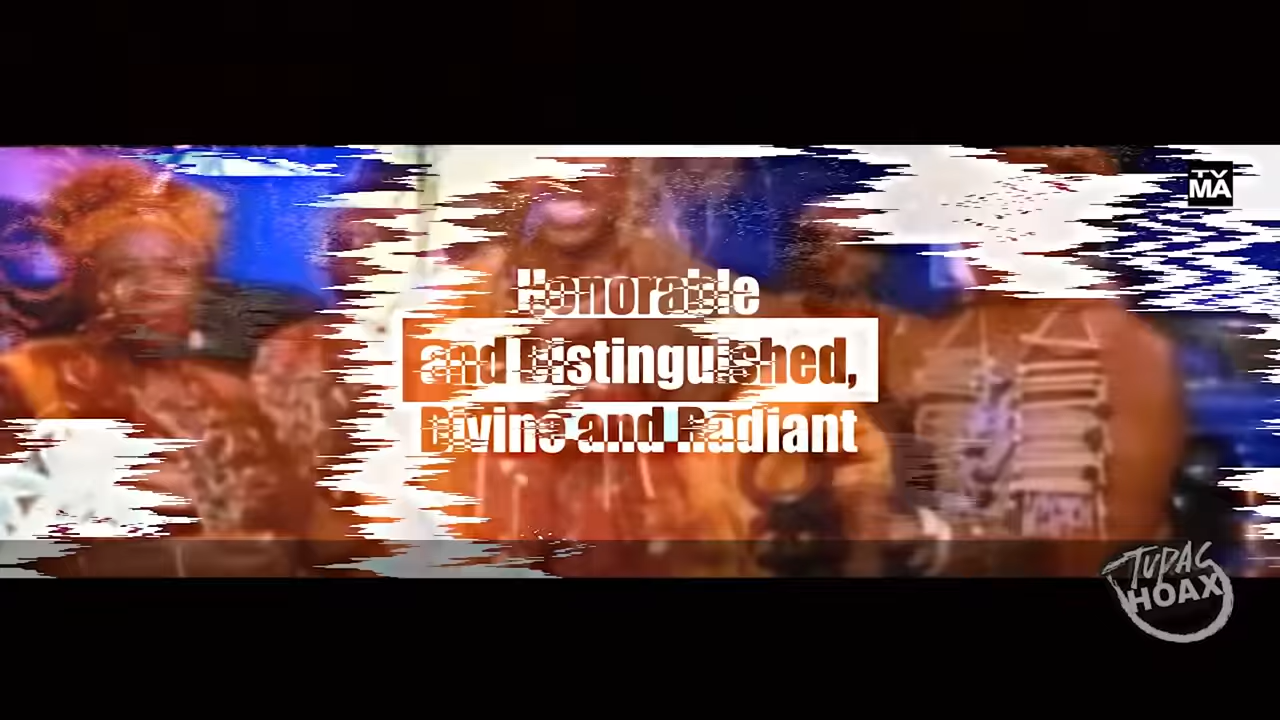 TV
MA
Honorable
and Distinguished,
Divine and Radiant
TUPAC
HOAX